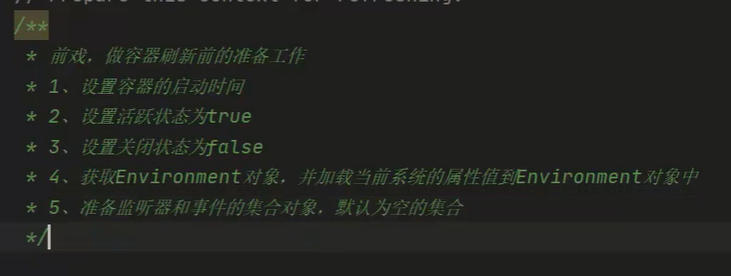 // Prepare this context for refreshing.
/**
* 前戏，做容器刷新前的准备工作
* 1、设置容器的启动时间
* 2、设置活跃状态为true
* 3、设置关闭状态为false
* 4、获取Environment对象，并加载当前系统的属性值到Environment对象中
* 5、准备监听器和事件的集合对象，默认为空的集合
*/